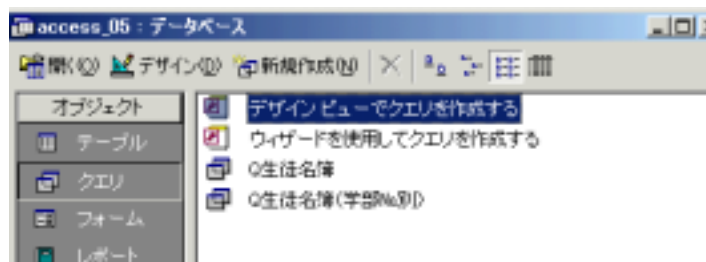 access_05 : データベース
開く(O) デザイン(D) 新規作成(N)
オブジェクト
デザイン ビューでクエリを作成する
テーブル
ウィザードを使用してクエリを作成する
クエリ
Q生徒名簿
Q生徒名簿(学部No別)
フォーム
レポート